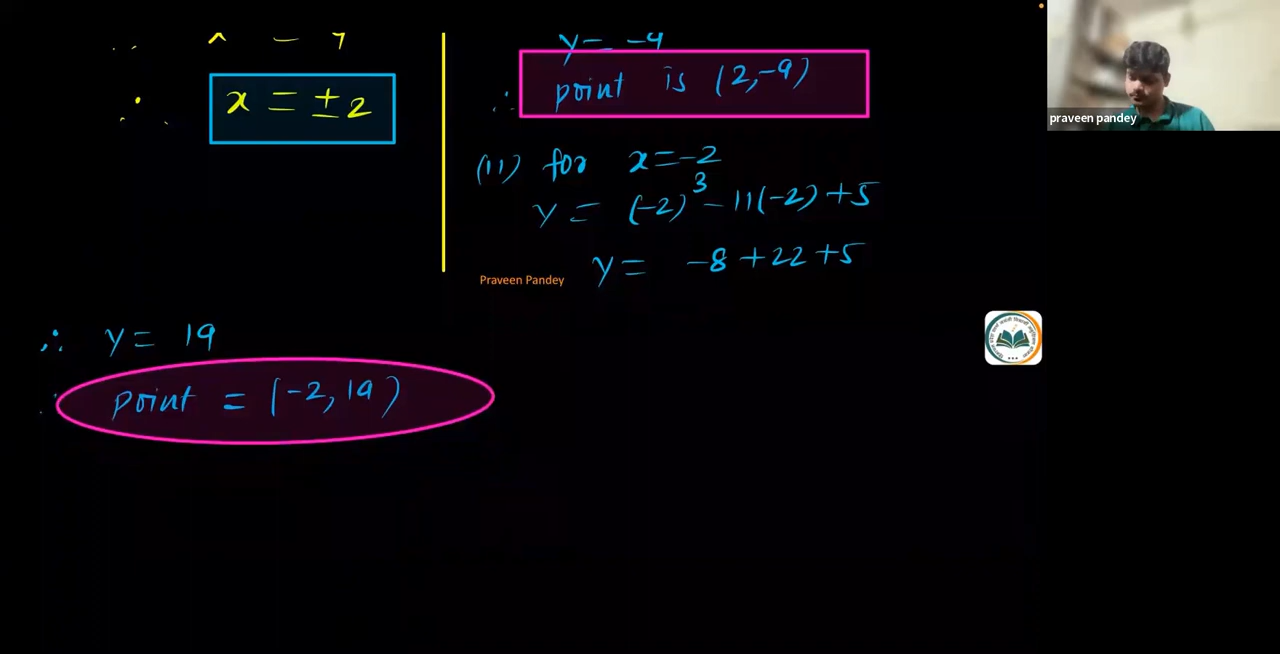 ∴ x = ±2
y = -9
∴ point is (2, -9)
(11) for x = -2
y = (-2)³ - 11(-2) + 5
y = -8 + 22 + 5
Praveen Pandey
∴ y = 19
∴ point = (-2, 19)
praveen pandey